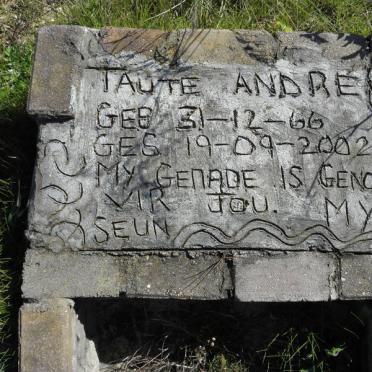 TAUTE ANDRE
GEB 31-12-66
GES 19-09-2002
MY GENADE IS GENO
VIR JOU. MY
SEUN